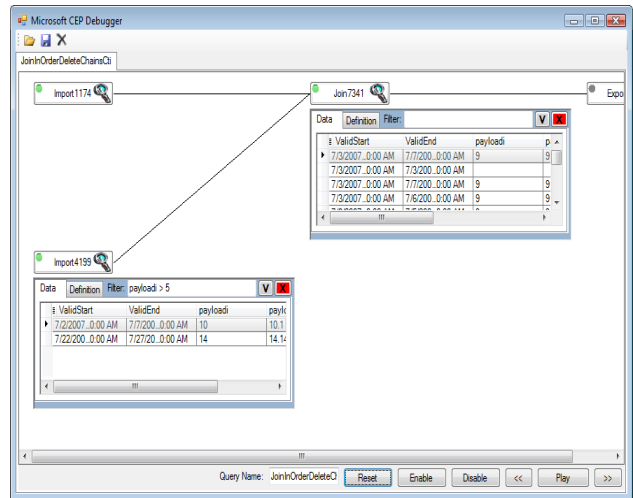 Microsoft CEP Debugger
JoinInOrderDeleteChainsCti
Import1174
Join7341
Expo
Data Definition Filter: V X
ValidStart ValidEnd payloadi p
7/3/2007...0:00 AM 7/7/200...0:00 AM 9 9
7/3/2007...0:00 AM 7/3/200...0:00 AM
7/3/2007...0:00 AM 7/7/200...0:00 AM 9 9
7/3/2007...0:00 AM 7/6/200...0:00 AM 9 9
Import4199
Data Definition Filter: payloadi > 5 V X
ValidStart ValidEnd payloadi paylo
7/2/2007...0:00 AM 7/7/200...0:00 AM 10 10.1
7/22/200...0:00 AM 7/27/20...0:00 AM 14 14.14
Query Name: JoinInOrderDeleteCl Reset Enable Disable << Play >>